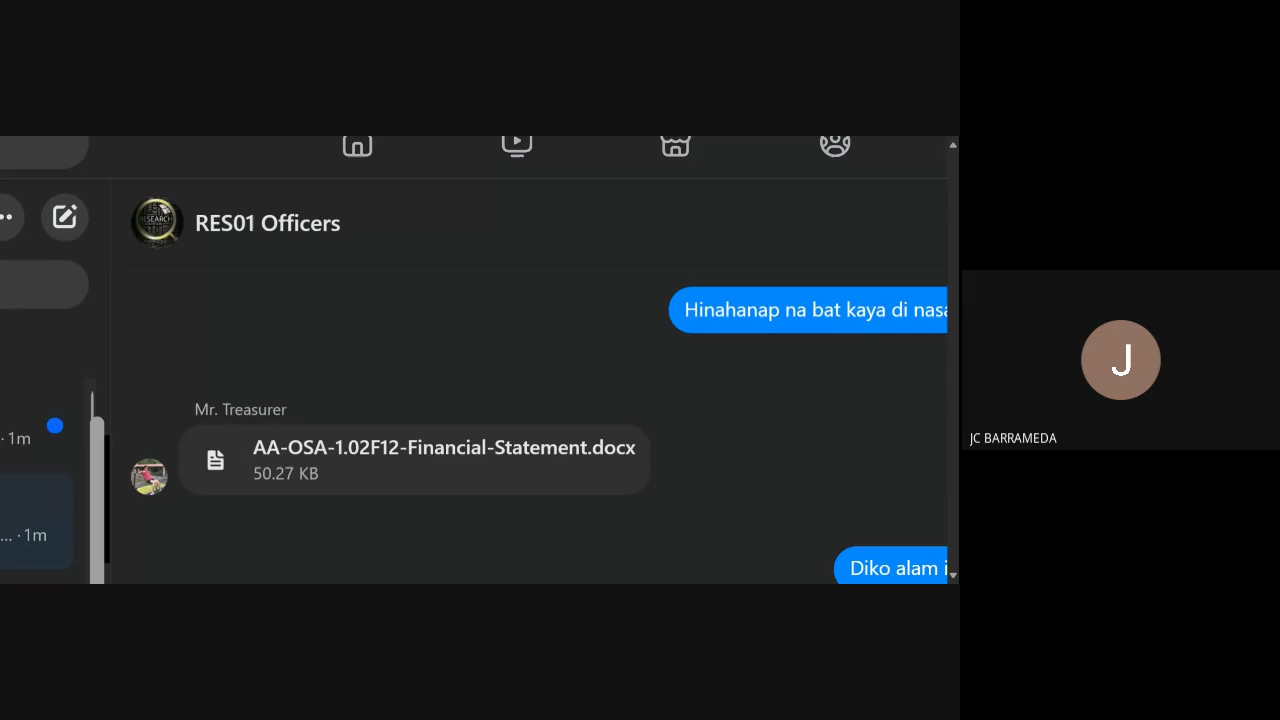 RES01 Officers
RESEARCH
Hinahanap na bat kaya di
Mr. Treasurer
AA-OSA-1.02F12-Financial-Statement.docx
50.27 KB
· 1m
... · 1m
Diko alam
J
JC BARRAMEDA